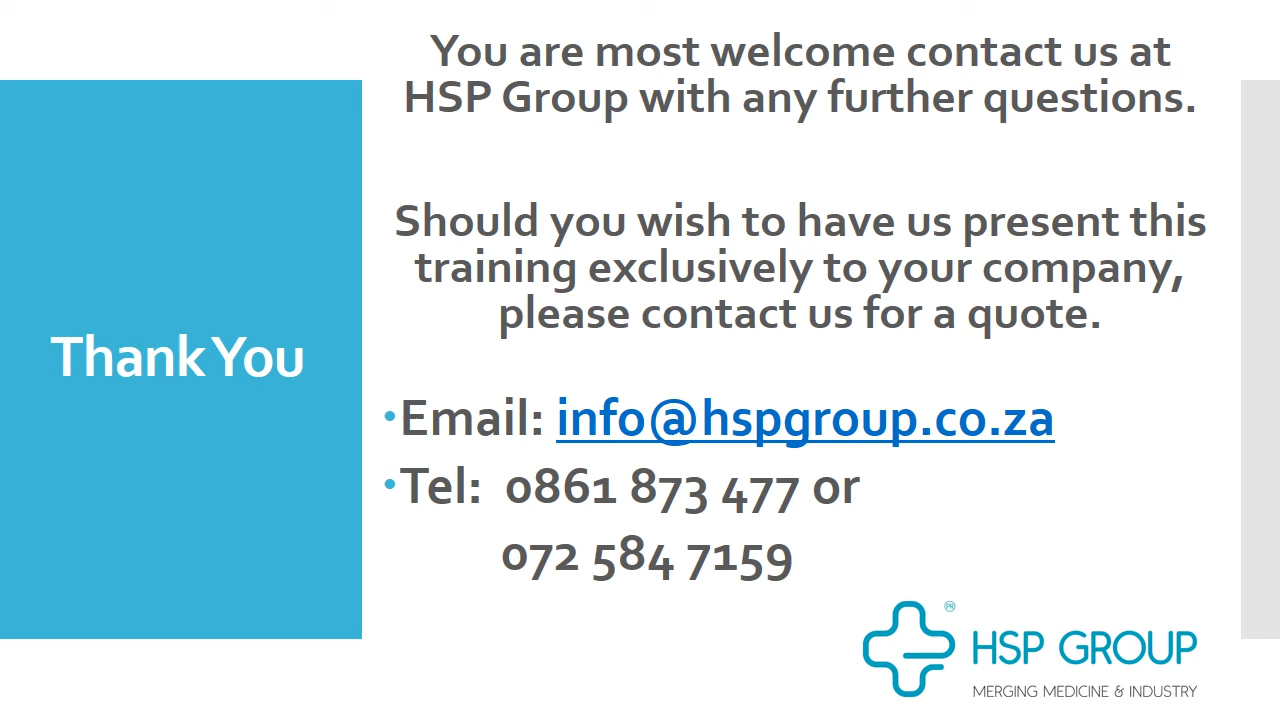 You are most welcome contact us at
HSP Group with any further questions.
Should you wish to have us present this
training exclusively to your company,
please contact us for a quote.
Thank You
•Email: info@hspgroup.co.za
•Tel: 0861 873 477 or
072 584 7159
PR
HSP GROUP
MERGING MEDICINE & INDUSTRY